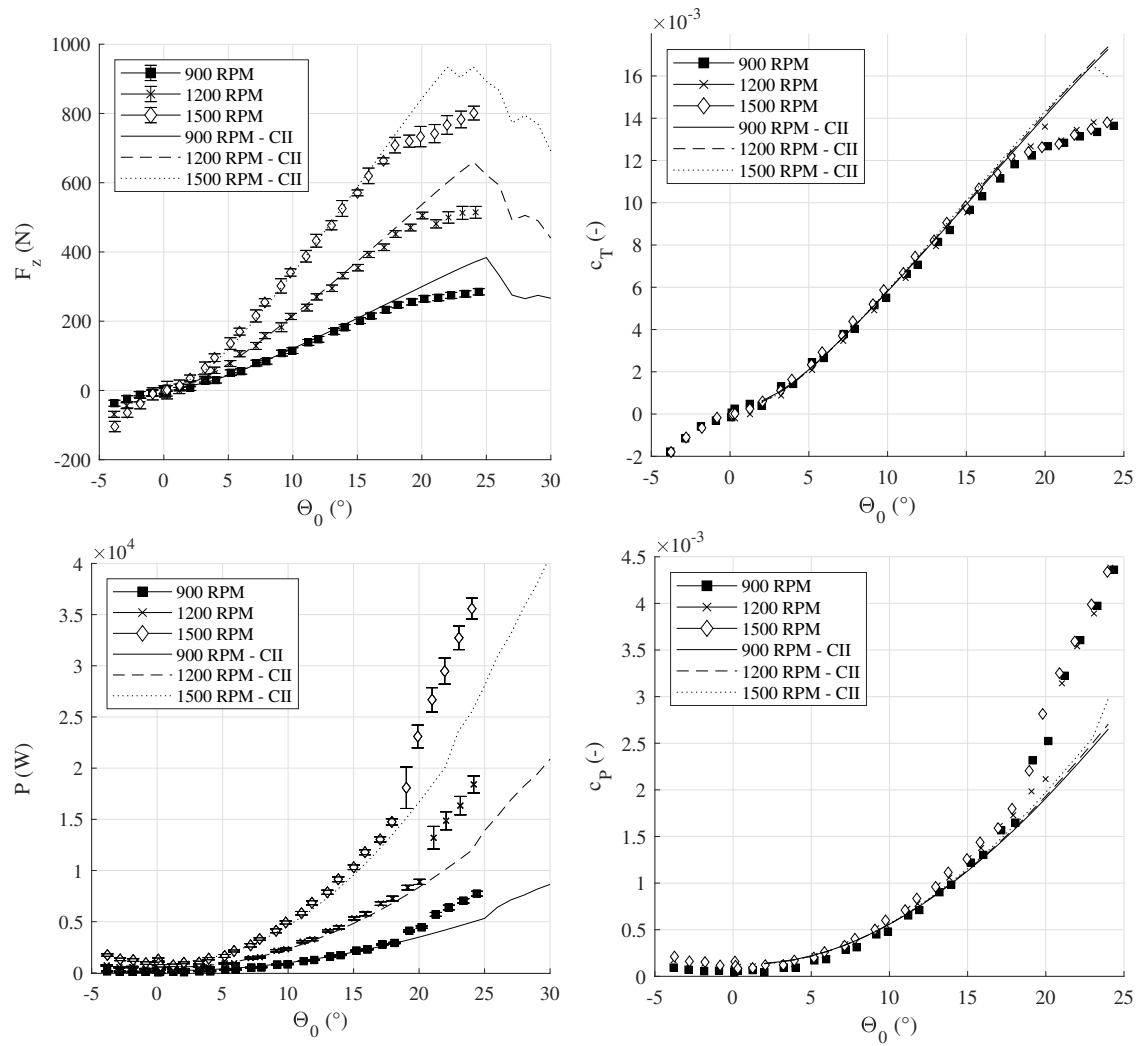 1000
800
600
400
200
0
-200
F_z (N)
900 RPM
1200 RPM
1500 RPM
900 RPM - CII
1200 RPM - CII
1500 RPM - CII
-5 0 5 10 15 20 25 30
Θ_0 (°)
×10^-3
16
14
12
10
8
6
4
2
0
-2
c_T (-)
900 RPM
1200 RPM
1500 RPM
900 RPM - CII
1200 RPM - CII
1500 RPM - CII
-5 0 5 10 15 20 25
Θ_0 (°)
×10^4
4
3.5
3
2.5
2
1.5
1
0.5
0
P (W)
900 RPM
1200 RPM
1500 RPM
900 RPM - CII
1200 RPM - CII
1500 RPM - CII
-5 0 5 10 15 20 25 30
Θ_0 (°)
×10^-3
4.5
4
3.5
3
2.5
2
1.5
1
0.5
0
c_P (-)
900 RPM
1200 RPM
1500 RPM
900 RPM - CII
1200 RPM - CII
1500 RPM - CII
-5 0 5 10 15 20 25
Θ_0 (°)